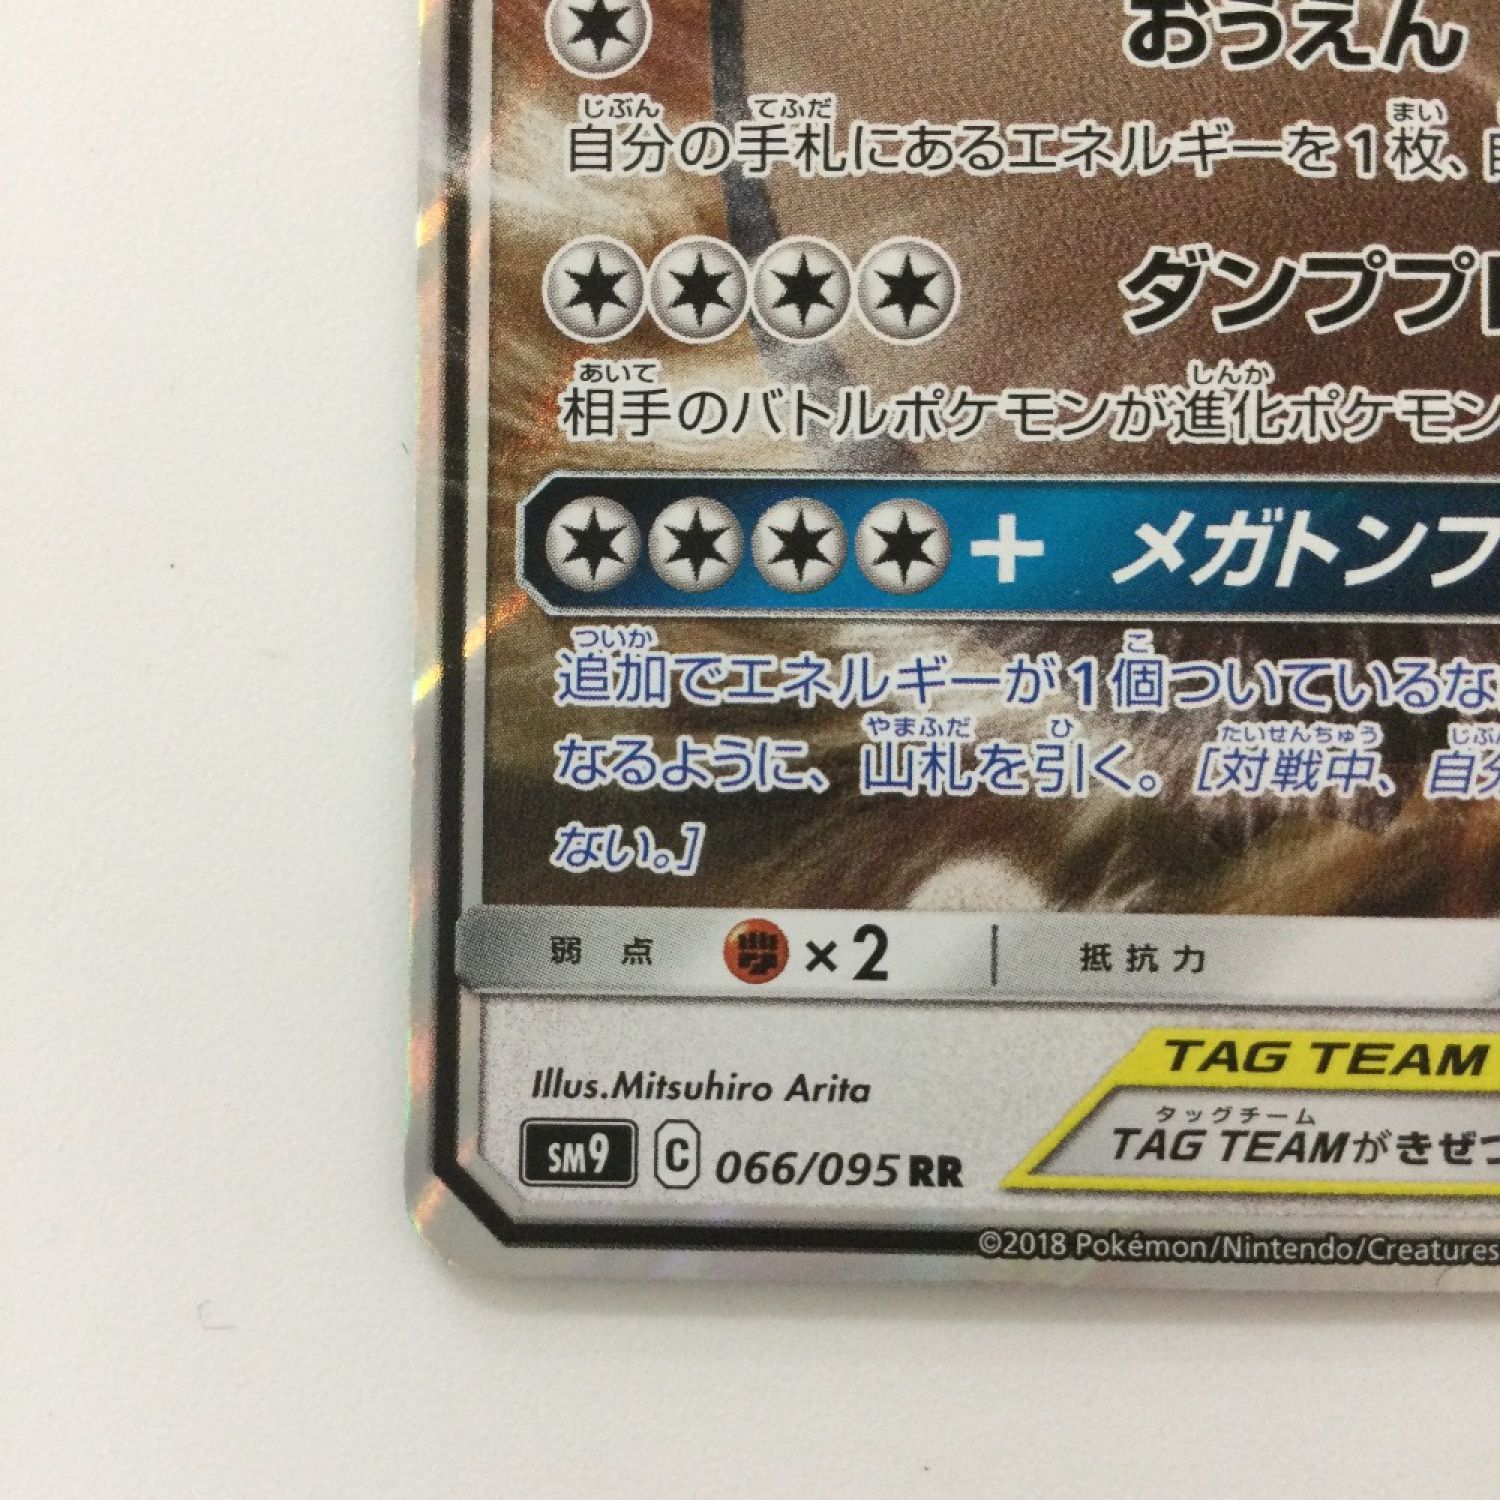 おうえん
じぶん てふだ まい
自分の手札にあるエネルギーを1枚、
ダンププ
あいて しんか
相手のバトルポケモンが進化ポケモン
+ メガトンフ
ついか こ
追加でエネルギーが1個ついているな
やまふだ ひ たいせんちゅう じぶ
なるように、山札を引く。[対戦中、自分
ない。]
弱点 ×2 抵抗力
TAG TEAM
Illus.Mitsuhiro Arita
タッグチーム
TAG TEAMがきぜつ
SM9 C 066/095 RR
©2018 Pokémon/Nintendo/Creatures